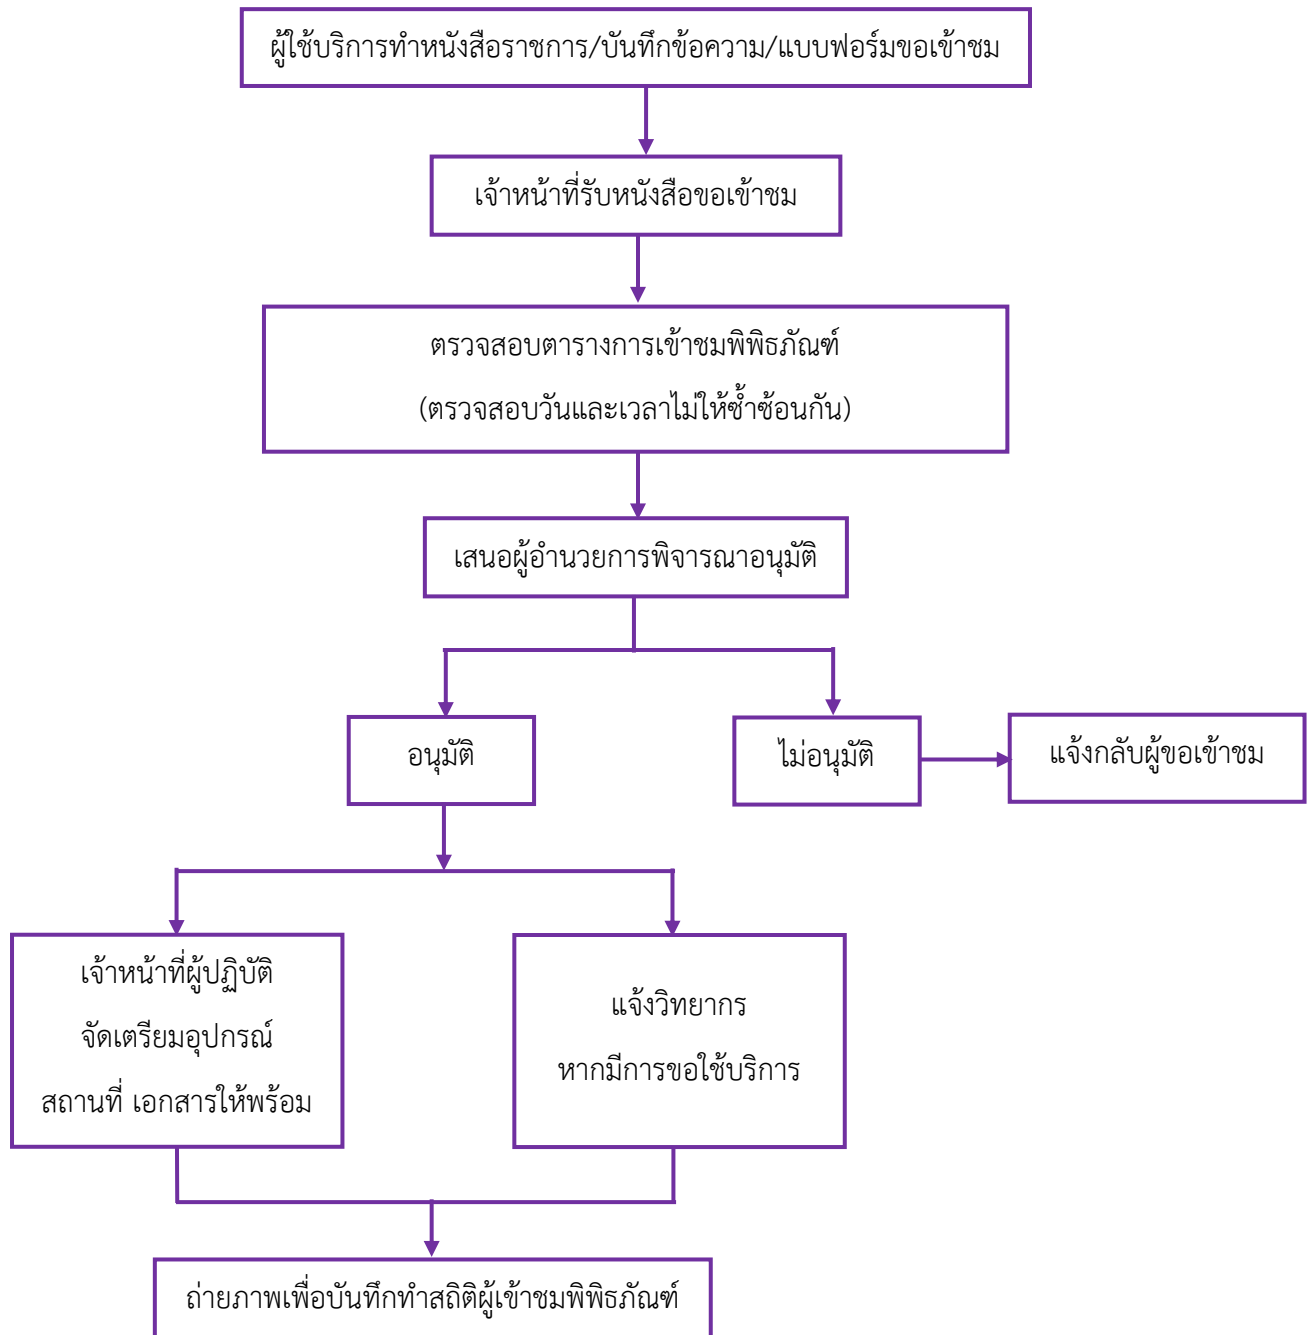 ผู้ใช้บริการทำหนังสือราชการ/บันทึกข้อความ/แบบฟอร์มขอเข้าชม
เจ้าหน้าที่รับหนังสือขอเข้าชม
ตรวจสอบตารางการเข้าชมพิพิธภัณฑ์
(ตรวจสอบวันและเวลาไม่ให้ซ้ำซ้อนกัน)
เสนอผู้อำนวยการพิจารณาอนุมัติ
อนุมัติ
ไม่อนุมัติ
แจ้งกลับผู้ขอเข้าชม
เจ้าหน้าที่ผู้ปฏิบัติ
จัดเตรียมอุปกรณ์
สถานที่ เอกสารให้พร้อม
แจ้งวิทยากร
หากมีการขอใช้บริการ
ถ่ายภาพเพื่อบันทึกทำสถิติผู้เข้าชมพิพิธภัณฑ์